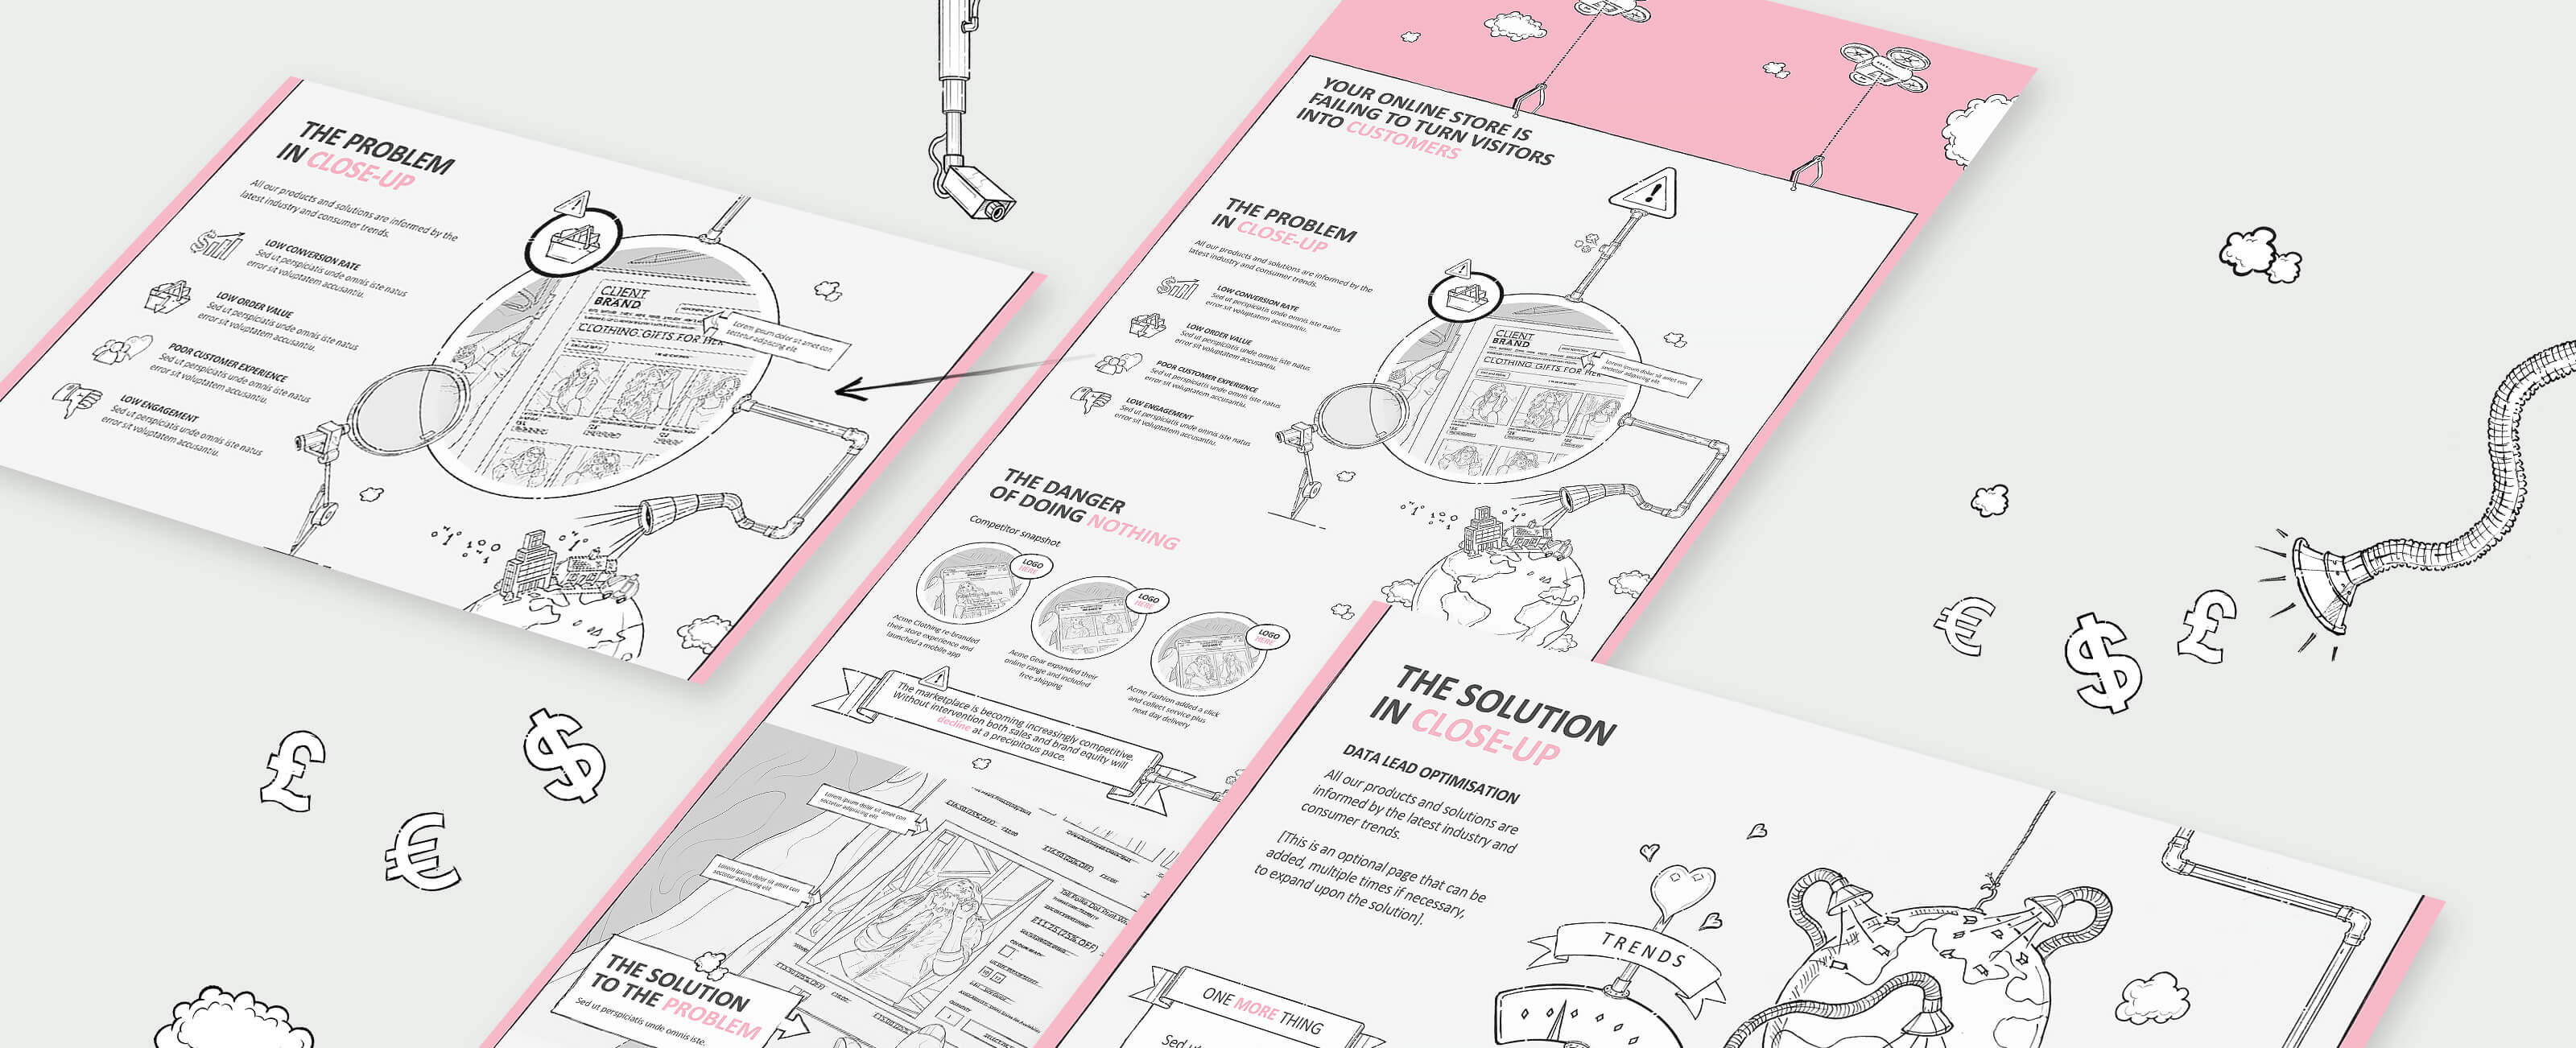 THE PROBLEM
IN CLOSE-UP
All our products and solutions are informed by the
latest industry and consumer trends.
LOW CONVERSION RATE
Sed ut perspiciatis unde omnis iste natus
error sit voluptatem accusantiu.
LOW ORDER VALUE
Sed ut perspiciatis unde omnis iste natus
error sit voluptatem accusantiu.
POOR CUSTOMER EXPERIENCE
Sed ut perspiciatis unde omnis iste natus
error sit voluptatem accusantiu.
LOW ENGAGEMENT
Sed ut perspiciatis unde omnis iste natus
error sit voluptatem accusantiu.
CLIENT
BRAND
CLOTHING GIFTS FOR HER
Lorem ipsum dolor sit amet con
sectetur adipiscing elit
YOUR ONLINE STORE IS
FAILING TO TURN VISITORS
INTO CUSTOMERS
THE PROBLEM
IN CLOSE-UP
All our products and solutions are informed by the
latest industry and consumer trends.
LOW CONVERSION RATE
Sed ut perspiciatis unde omnis iste natus
error sit voluptatem accusantiu.
LOW ORDER VALUE
Sed ut perspiciatis unde omnis iste natus
error sit voluptatem accusantiu.
POOR CUSTOMER EXPERIENCE
Sed ut perspiciatis unde omnis iste natus
error sit voluptatem accusantiu.
LOW ENGAGEMENT
Sed ut perspiciatis unde omnis iste natus
error sit voluptatem accusantiu.
CLIENT
BRAND
CLOTHING GIFTS FOR HER
Lorem ipsum dolor sit amet con
sectetur adipiscing elit
THE DANGER
OF DOING NOTHING
Competitor snapshot
LOGO
HERE
LOGO
HERE
LOGO
HERE
Acme Clothing re-branded
their store experience and
launched a mobile app
Acme Gear expanded their
online range and included
free shipping
Acme Fashion added a click
and collect service plus
next day delivery
The marketplace is becoming increasingly competitive.
Without intervention both sales and brand equity will
decline at a precipitous pace.
Lorem ipsum dolor sit amet con
sectetur adipiscing elit
Lorem ipsum dolor sit amet con
sectetur adipiscing elit
£11.25 (25% OFF)
THE SOLUTION
TO THE PROBLEM
Sed ut perspiciatis unde omnis iste.
THE SOLUTION
IN CLOSE-UP
DATA LEAD OPTIMISATION
All our products and solutions are
informed by the latest industry and
consumer trends.
[This is an optional page that can be
added, multiple times if necessary,
to expand upon the solution].
TRENDS
ONE MORE THING
Sed ut
£
$
€
€
$
£